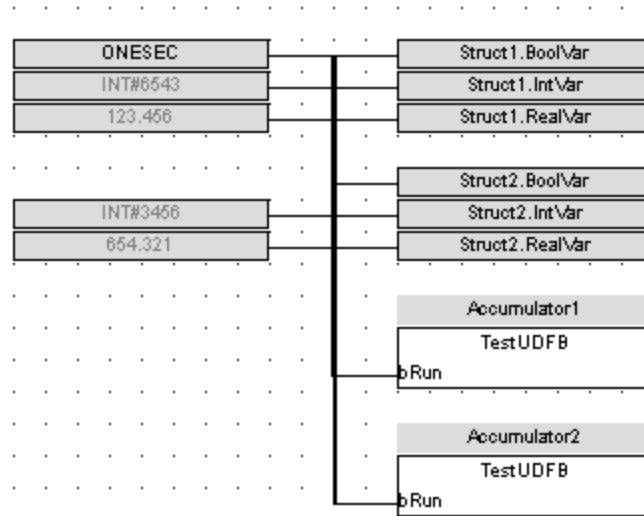 ONESEC Struct1.BoolVar
INT#6543 Struct1.IntVar
123.456 Struct1.RealVar
Struct2.BoolVar
INT#3456 Struct2.IntVar
654.321 Struct2.RealVar
Accumulator1
TestUDFB
bRun
Accumulator2
TestUDFB
bRun